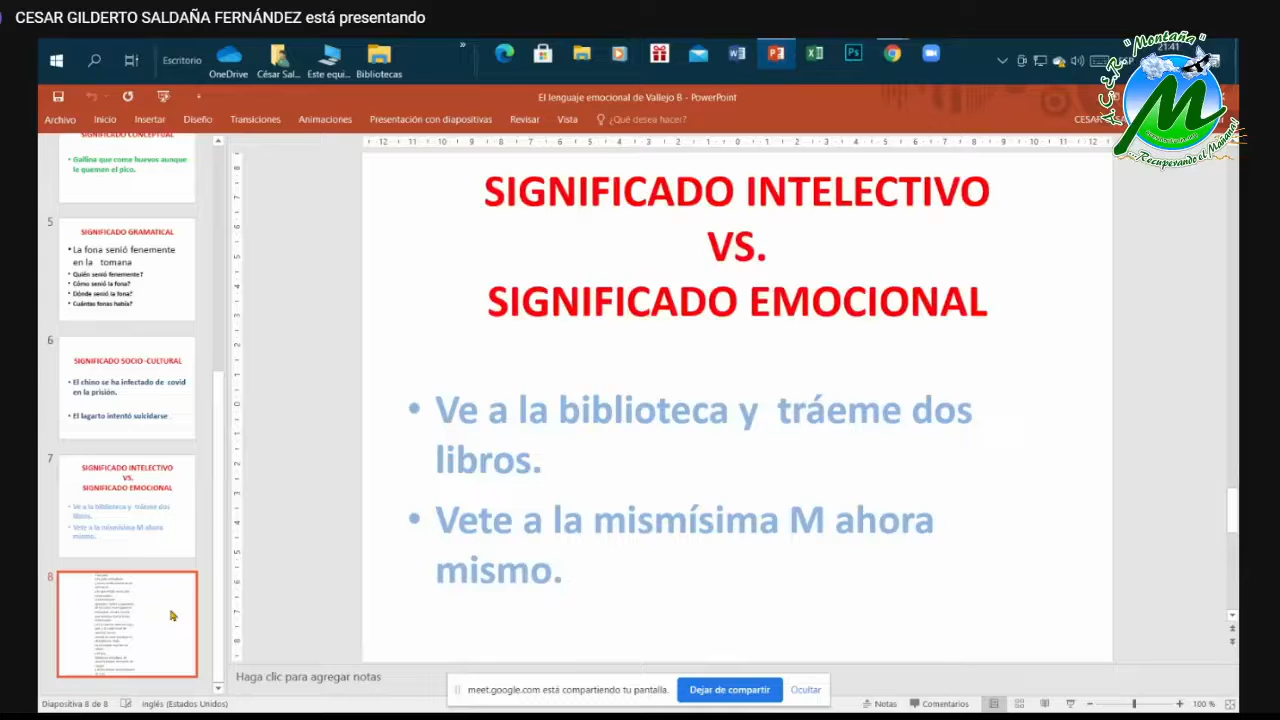 CESAR GILDERTO SALDAÑA FERNÁNDEZ está presentando
21:41
Escritorio
OneDrive
César Sal...
Este equi...
Bibliotecas
El lenguaje emocional de Vallejo B - PowerPoint
Archivo Inicio Insertar Diseño Transiciones Animaciones Presentación con diapositivas Revisar Vista ¿Qué desea hacer? CESAR
A.C.E.R. "Montaña"
M
Recuperando el Mañana!
SIGNIFICADO CONCEPTUAL
• Gallina que come huevos aunque
le queman el pico.
5
SIGNIFICADO GRAMATICAL
• La fona senió fenemente
en la tomana
• Quién senió fenemente?
• Cómo senió la fona?
• Dónde senió la fona?
• Cuántas fonas había?
6
SIGNIFICADO SOCIO-CULTURAL
• El chino se ha infectado de covid
en la prisión.
• El lagarto intentó suicidarse
7
SIGNIFICADO INTELECTIVO
VS.
SIGNIFICADO EMOCIONAL
• Ve a la biblioteca y tráeme dos
libros.
• Vete a la mismísima M ahora
mismo.
8
SIGNIFICADO INTELECTIVO
VS.
SIGNIFICADO EMOCIONAL
• Ve a la biblioteca y tráeme dos
libros.
• Vete a la mismísima M ahora
mismo.
Haga clic para agregar notas
meet.google.com está compartiendo tu pantalla.
Dejar de compartir
Ocultar
Diapositiva 8 de 8
Inglés (Estados Unidos)
Notas
Comentarios
100 %